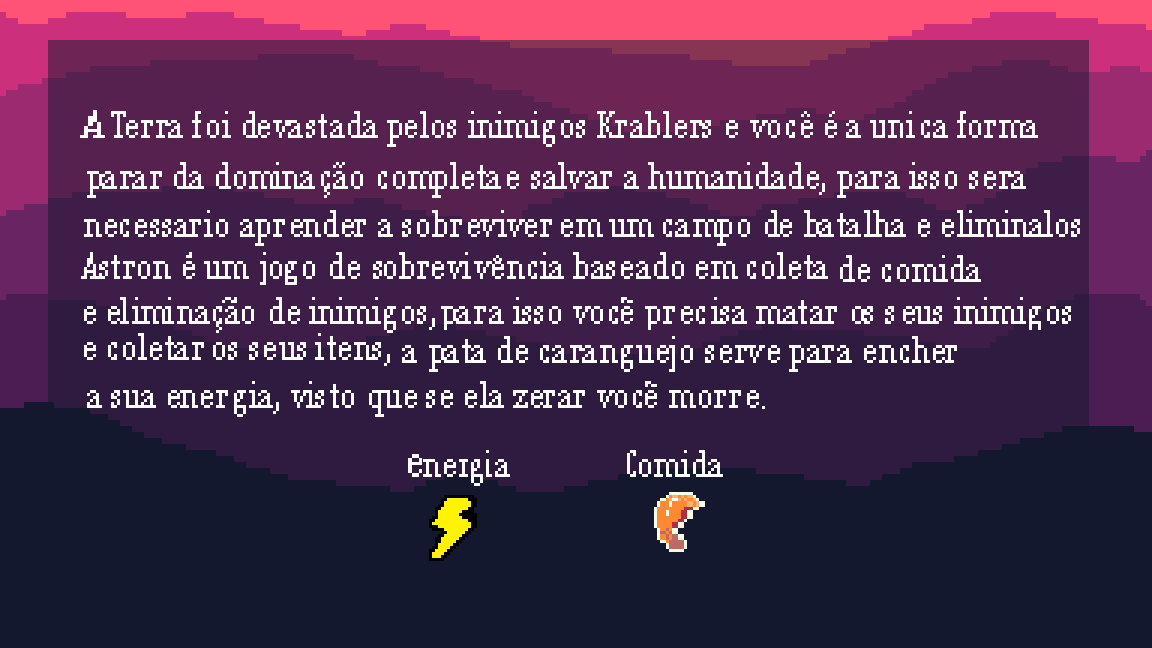 A Terra foi devastada pelos inimigos Krablers e você é a unica forma
parar da dominação completa e salvar a humanidade, para isso sera
necessario aprender a sobreviver em um campo de batalha e eliminalos
Astron é um jogo de sobrevivência baseado em coleta de comida
e eliminação de inimigos, para isso você precisa matar os seus inimigos
e coletar os seus itens, a pata de caranguejo serve para encher
a sua energia, visto que se ela zerar você morre.
energia Comida